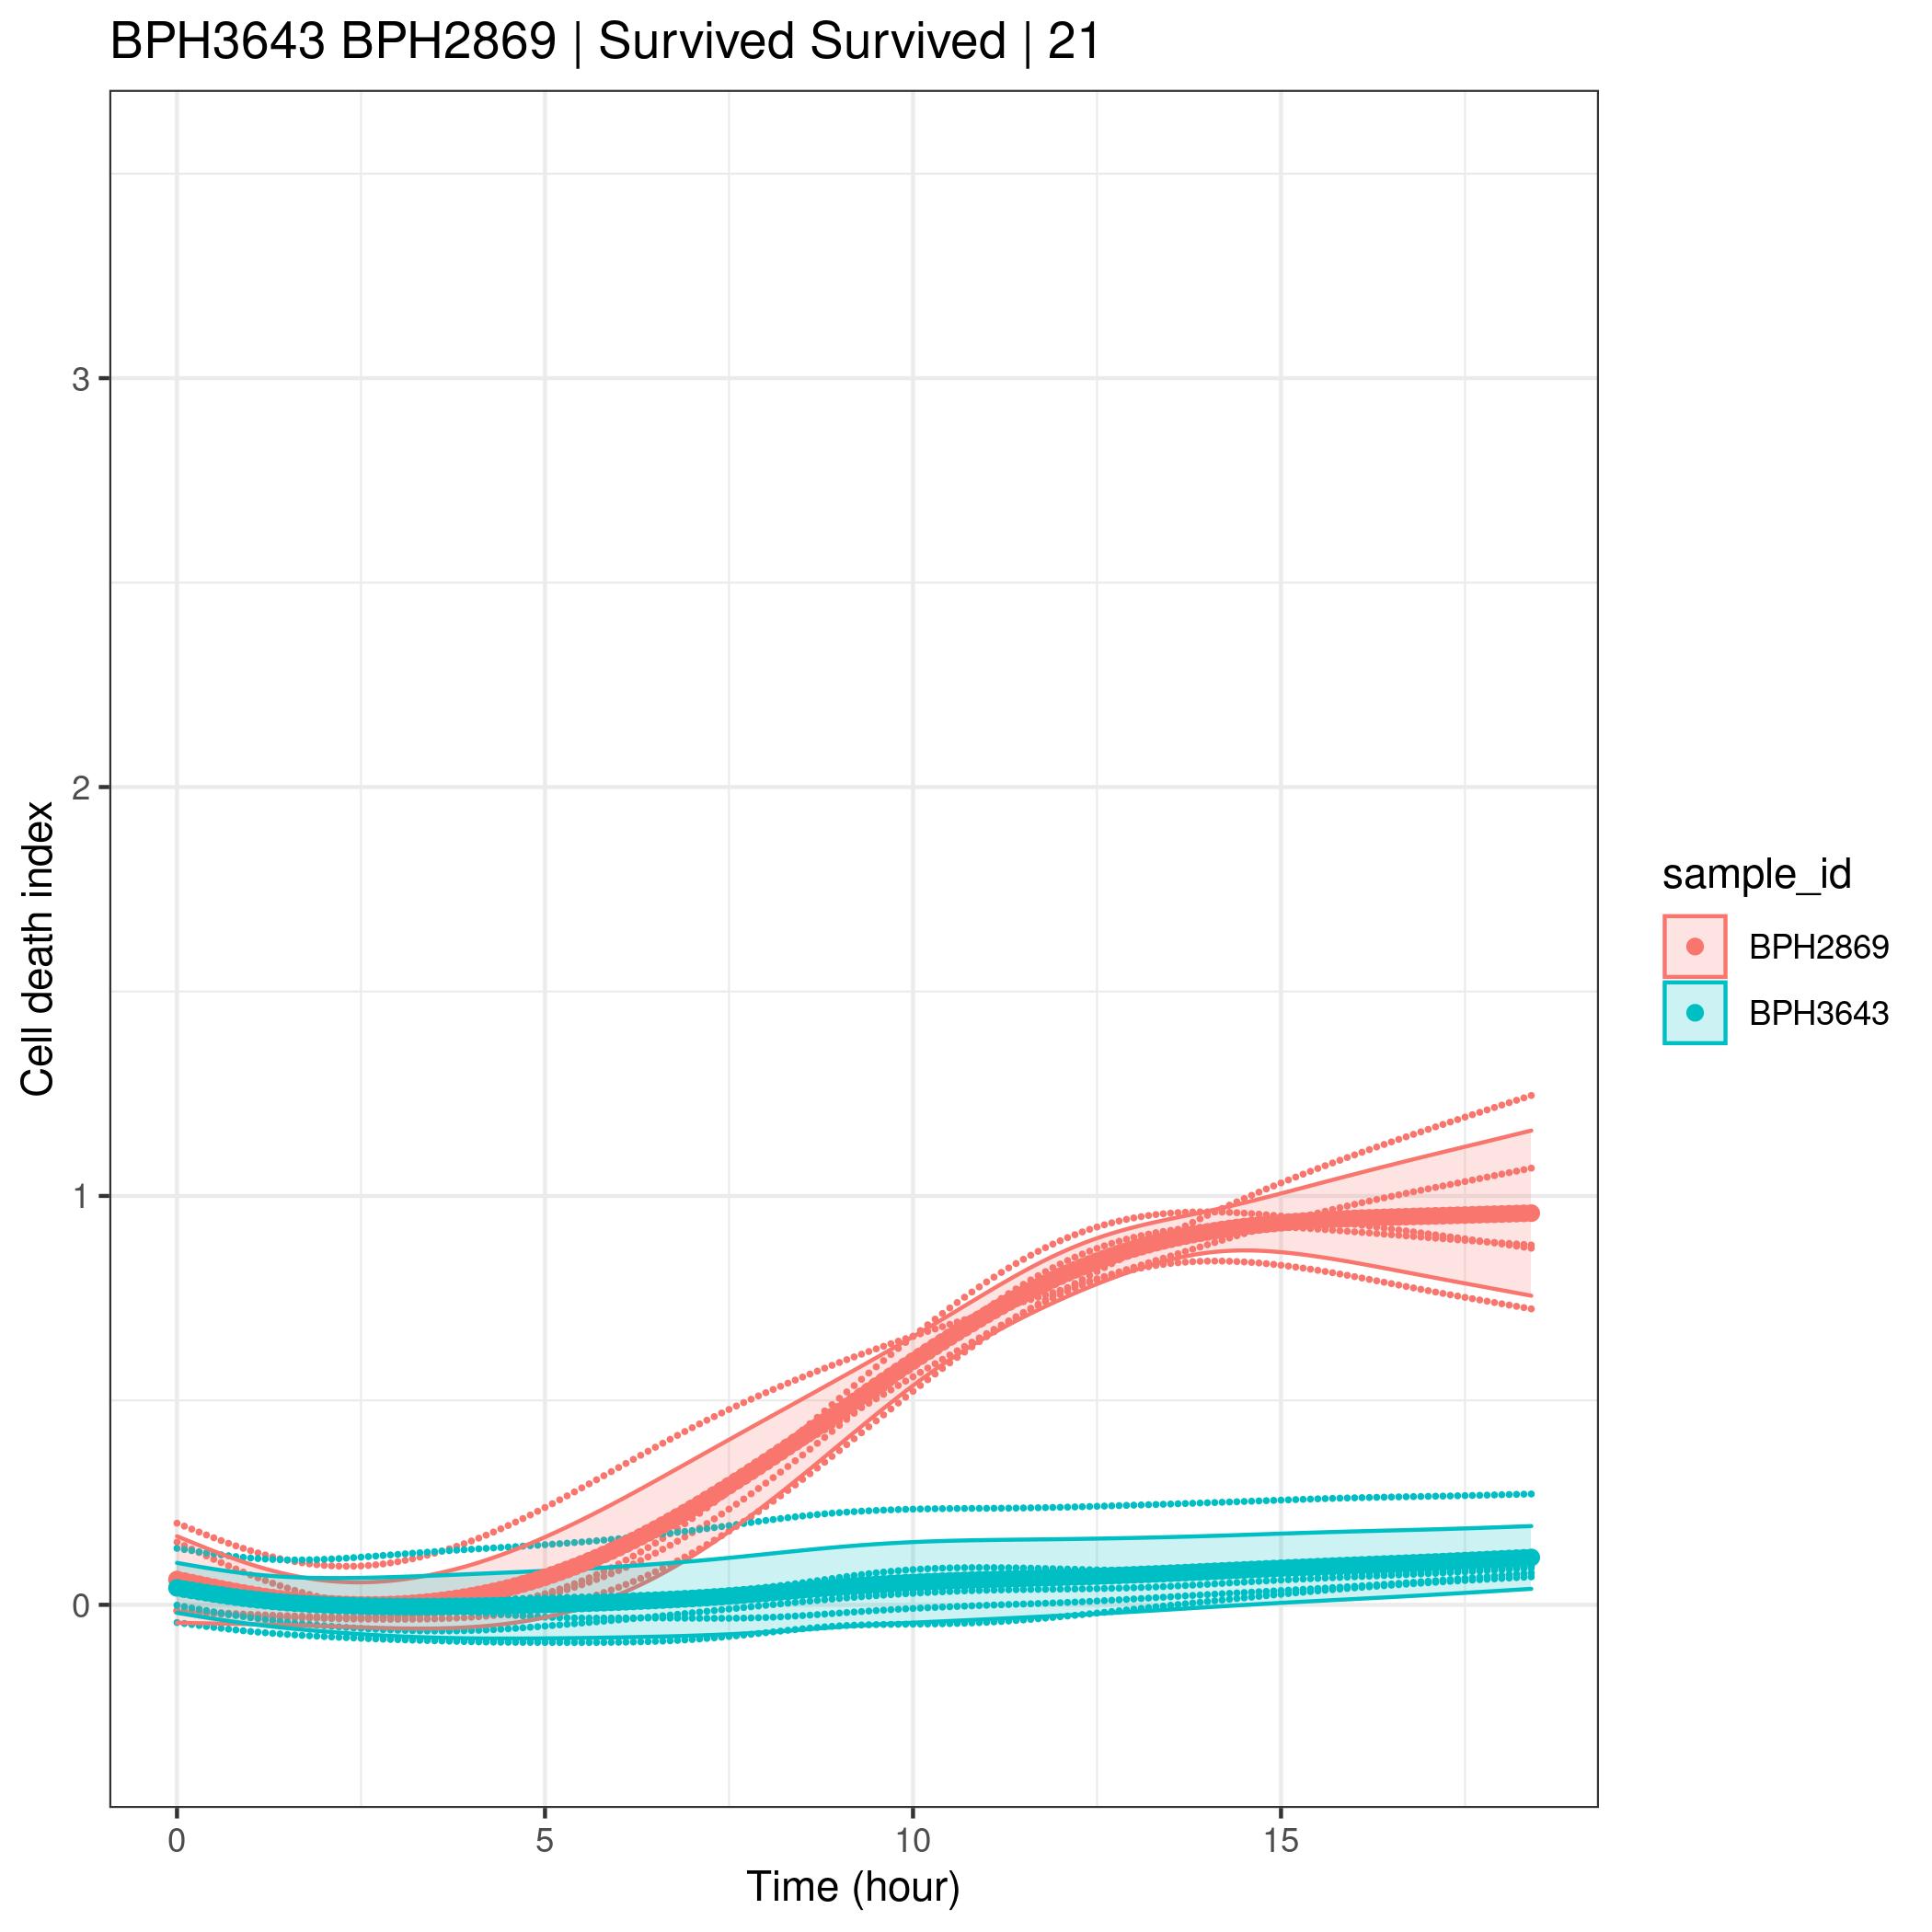 BPH3643 BPH2869 | Survived Survived | 21
3
2
1
0
Cell death index
0 5 10 15
Time (hour)
sample_id
BPH2869
BPH3643